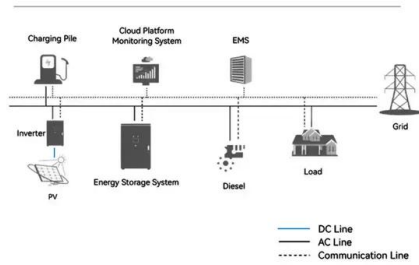 Charging Pile
Cloud Platform
Monitoring System
EMS
Grid
Inverter
PV
Energy Storage System
Diesel
Load
DC Line
AC Line
Communication Line